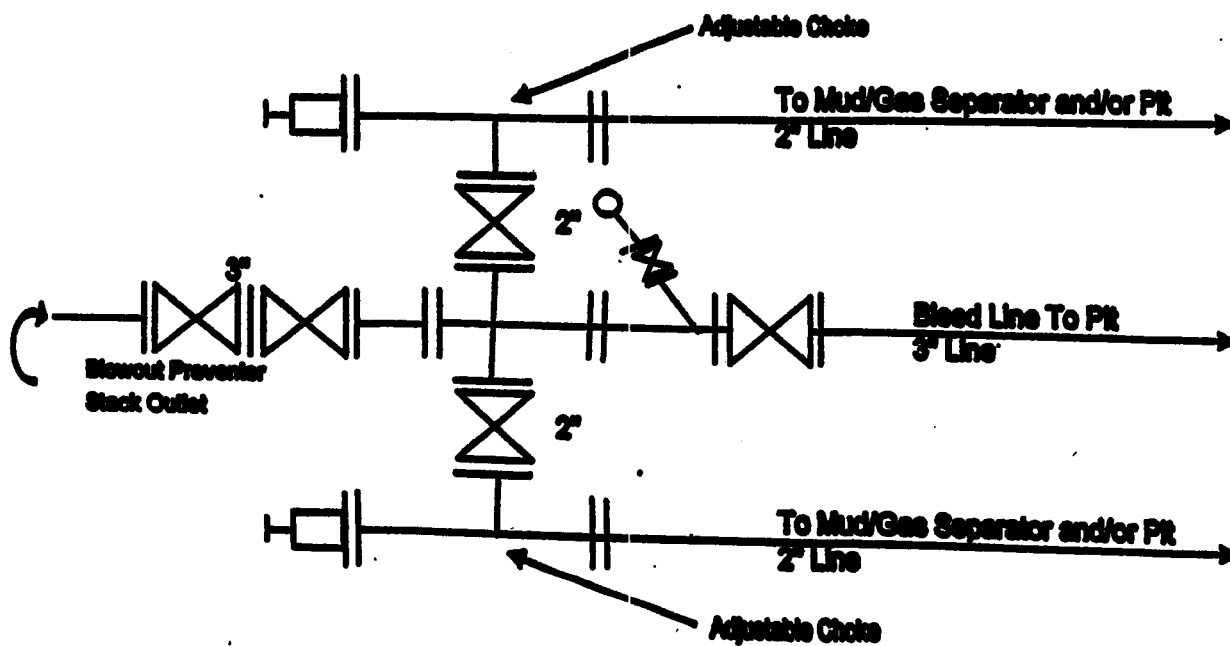 Adjustable Choke
To Mud/Gas Separator and/or Pit
2" Line
2"
3"
Bleed Line To Pit
3" Line
Blowout Preventer
Stack Outlet
2"
To Mud/Gas Separator and/or Pit
2" Line
Adjustable Choke